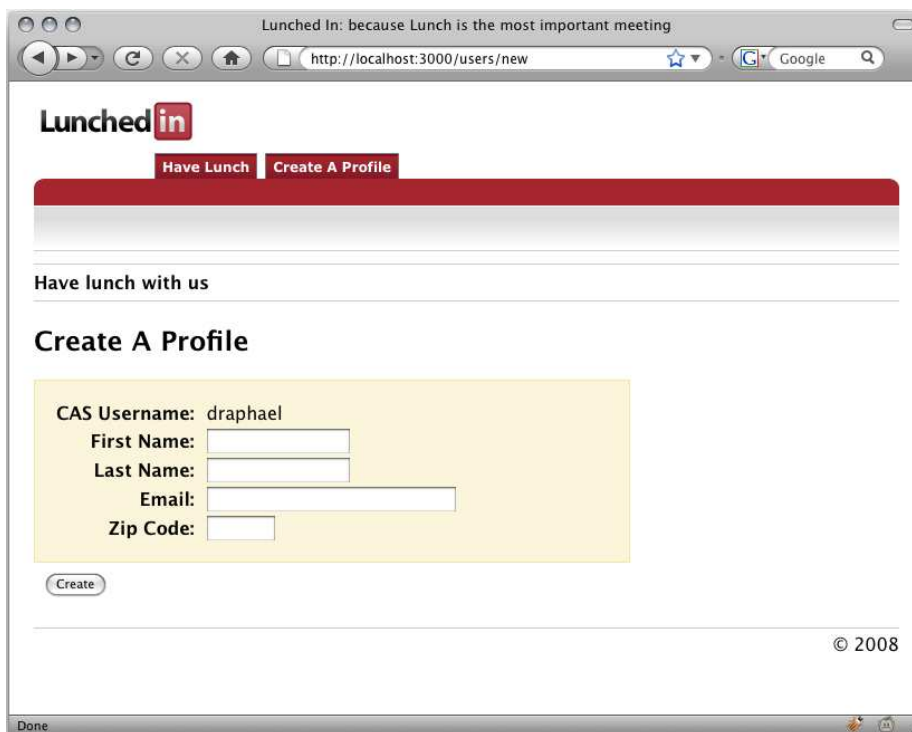 Lunched In: because Lunch is the most important meeting
http://localhost:3000/users/new
G Google
Lunched in
Have Lunch Create A Profile
Have lunch with us
Create A Profile
CAS Username: draphael
First Name:
Last Name:
Email:
Zip Code:
Create
© 2008
Done